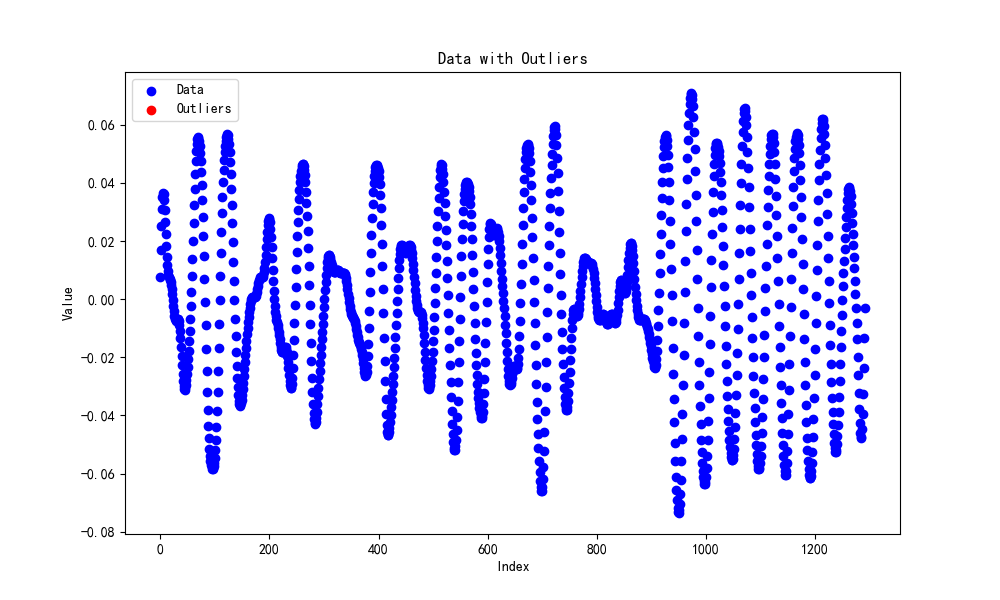 Data with Outliers
Data
Outliers
0.06
0.04
0.02
0.00
-0.02
-0.04
-0.06
-0.08
Value
0 200 400 600 800 1000 1200
Index